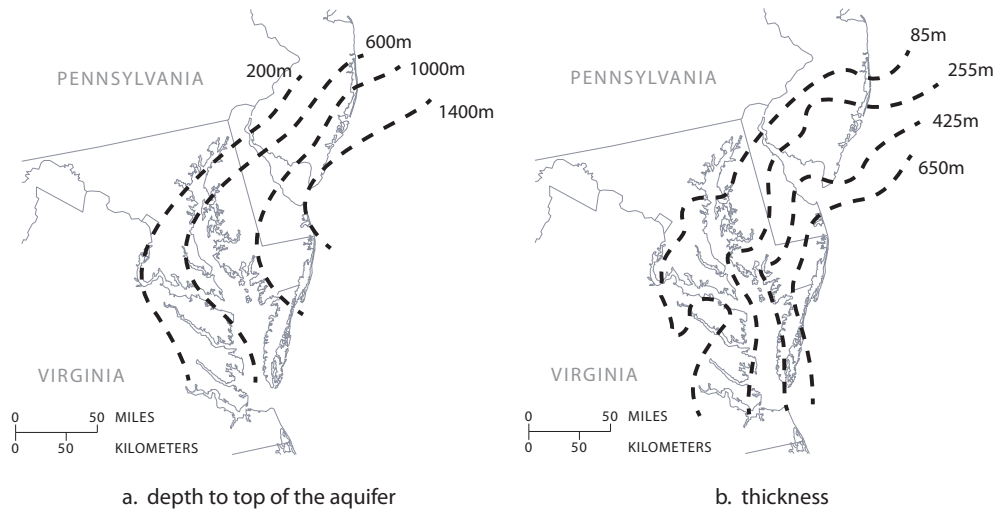 200m
600m
1000m
1400m
PENNSYLVANIA
VIRGINIA
0 50 MILES
0 50 KILOMETERS
a. depth to top of the aquifer
85m
255m
425m
650m
PENNSYLVANIA
VIRGINIA
0 50 MILES
0 50 KILOMETERS
b. thickness